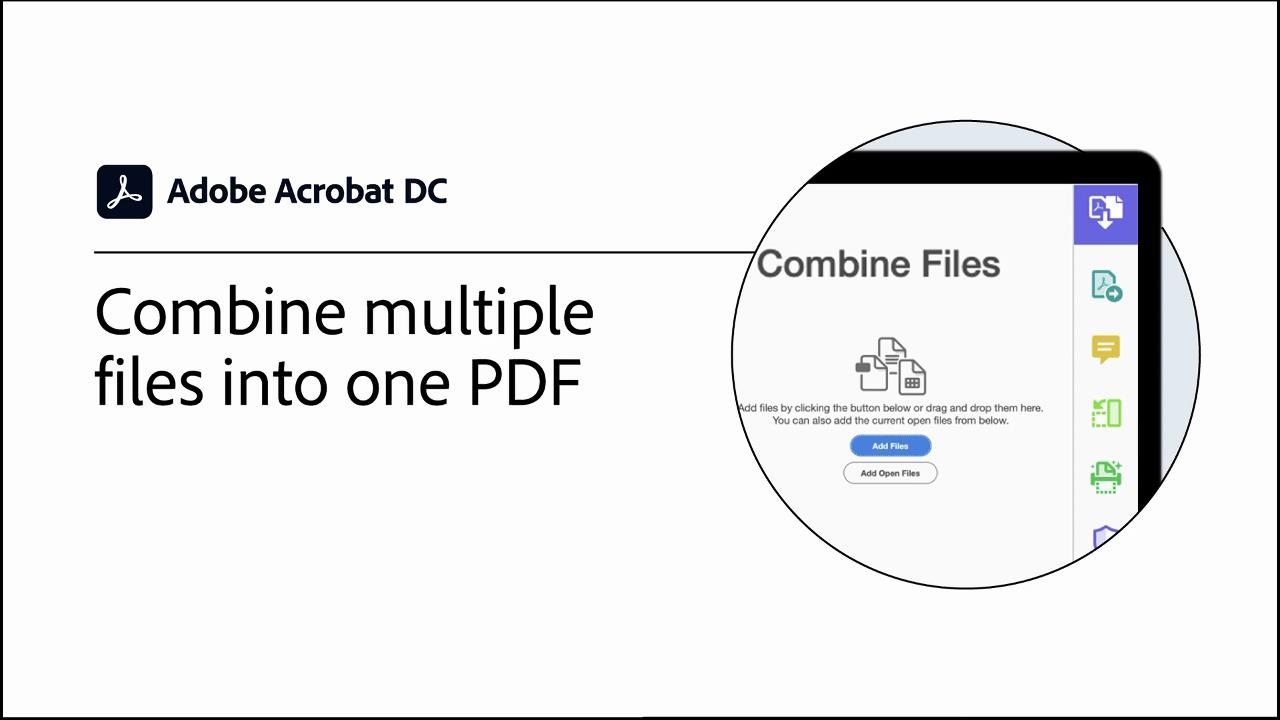 Adobe Acrobat DC
Combine multiple
files into one PDF
Combine Files
Add files by clicking the button below or drag and drop them here.
You can also add the current open files from below.
Add Files
Add Open Files